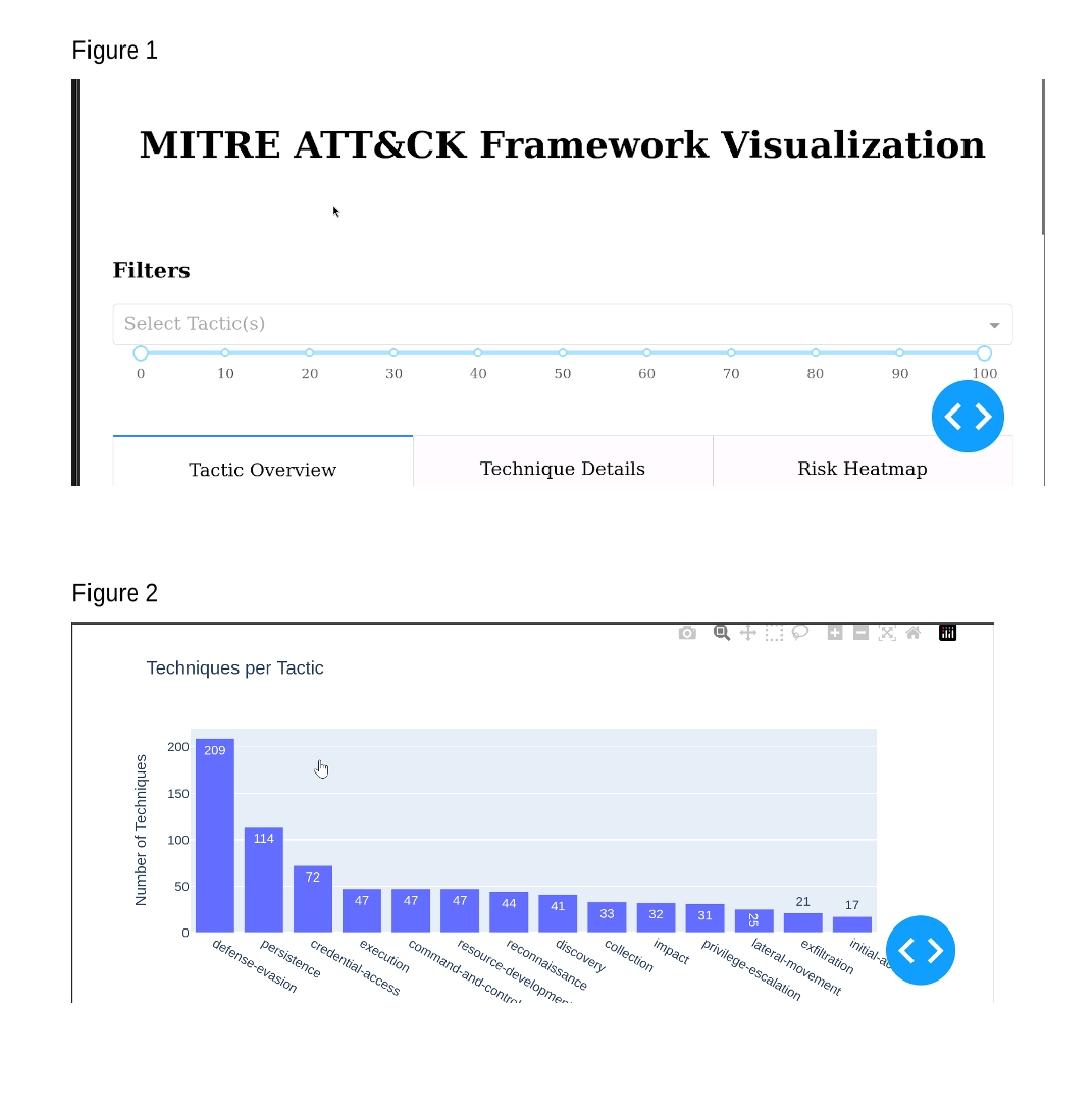 Figure 1
MITRE ATT&CK Framework Visualization
Filters
Select Tactic(s)
0 10 20 30 40 50 60 70 80 90 100
Tactic Overview Technique Details Risk Heatmap
Figure 2
Techniques per Tactic
Number of Techniques
200
150
100
50
0
209 114 72 47 47 47 44 41 33 32 31 25 21 17
defense-evasion persistence credential-access execution command-and-control resource-development reconnaissance discovery collection impact privilege-escalation lateral-movement exfiltration